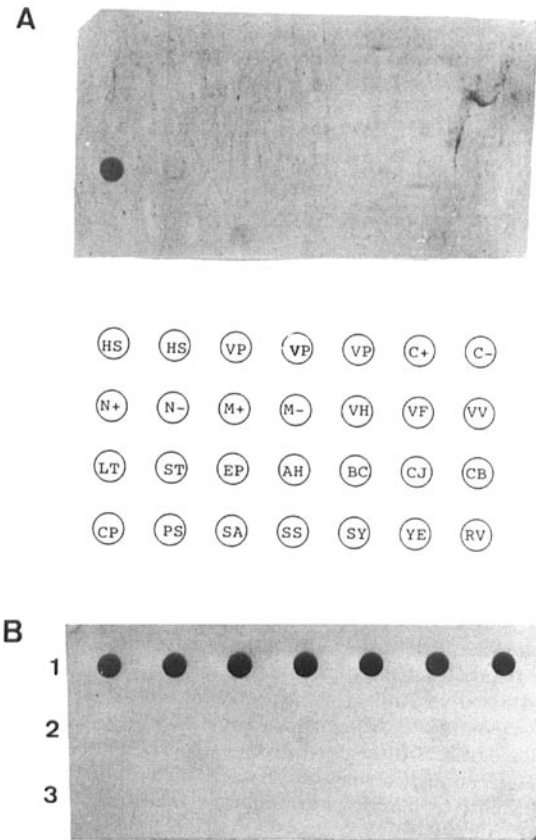 A
HS HS VP VP VP C+ C-
N+ N- M+ M- VH VF VV
LT ST EP AH BC CJ CB
CP PS SA SS SY YE RV
B
1
2
3